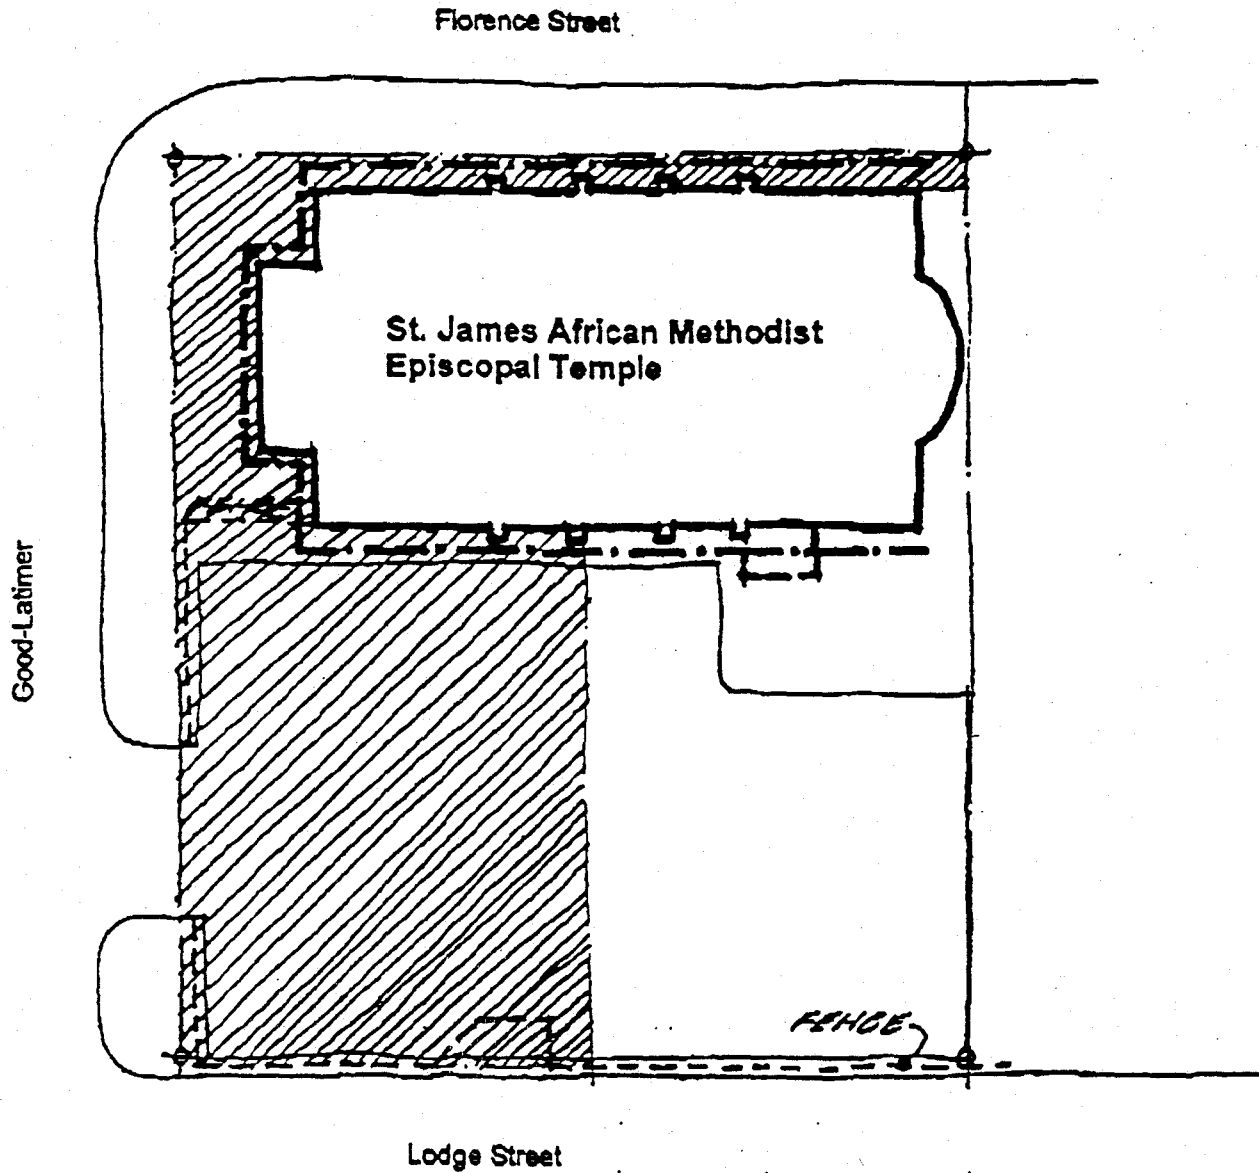 Florence Street
St. James African Methodist
Episcopal Temple
Good-Latimer
FENCE
Lodge Street